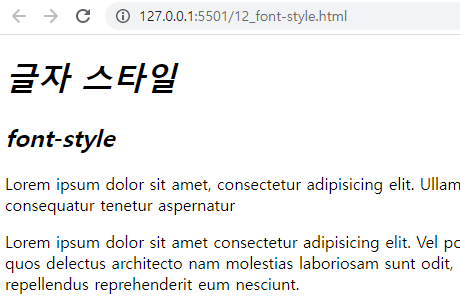 127.0.0.1:5501/12_font-style.html
글자 스타일
font-style
Lorem ipsum dolor sit amet, consectetur adipisicing elit. Ullam
consequatur tenetur aspernatur
Lorem ipsum dolor sit amet consectetur adipisicing elit. Vel po
quos delectus architecto nam molestias laboriosam sunt odit,
repellendus reprehenderit eum nesciunt.